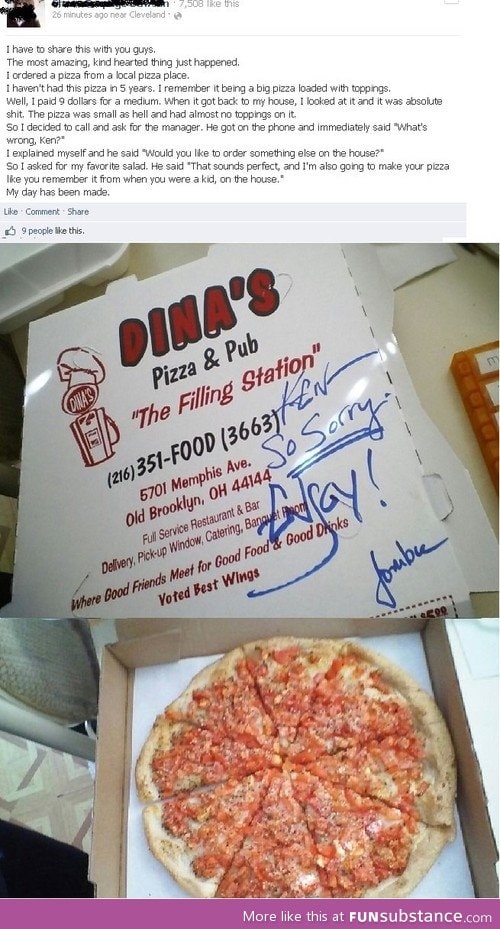 7,508 like this
26 minutes ago near Cleveland
I have to share this with you guys.
The most amazing, kind hearted thing just happened.
I ordered a pizza from a local pizza place.
I haven't had this pizza in 5 years. I remember it being a big pizza loaded with toppings.
Well, I paid 9 dollars for a medium. When it got back to my house, I looked at it and it was absolute
shit. The pizza was small as hell and had almost no toppings on it.
So I decided to call and ask for the manager. He got on the phone and immediately said "What's
wrong, Ken?"
I explained myself and he said "Would you like to order something else on the house?"
So I asked for my favorite salad. He said "That sounds perfect, and I'm also going to make your pizza
like you remember it from when you were a kid, on the house."
My day has been made.
Like · Comment · Share
9 people like this.
DINA'S
Pizza & Pub
DINA'S
"The Filling Station"
(216) 351-FOOD (3663)
5701 Memphis Ave.
Old Brooklyn, OH 44144
Full Service Restaurant & Bar
Delivery, Pick-up Window, Catering, Banquet Room
Where Good Friends Meet for Good Food & Good Drinks
Voted Best Wings
KEN
So Sorry.
ENJOY!
More like this at FUNsubstance.com